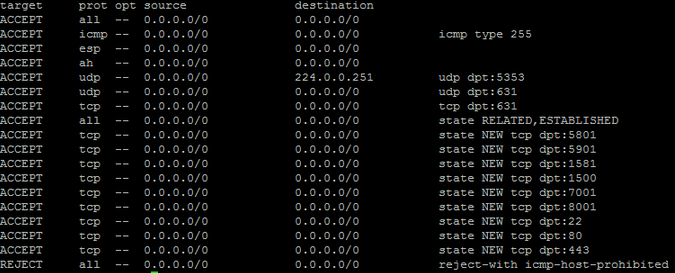 target prot opt source destination
ACCEPT all -- 0.0.0.0/0 0.0.0.0/0
ACCEPT icmp -- 0.0.0.0/0 0.0.0.0/0 icmp type 255
ACCEPT esp -- 0.0.0.0/0 0.0.0.0/0
ACCEPT ah -- 0.0.0.0/0 0.0.0.0/0
ACCEPT udp -- 0.0.0.0/0 224.0.0.251 udp dpt:5353
ACCEPT udp -- 0.0.0.0/0 0.0.0.0/0 udp dpt:631
ACCEPT tcp -- 0.0.0.0/0 0.0.0.0/0 tcp dpt:631
ACCEPT all -- 0.0.0.0/0 0.0.0.0/0 state RELATED,ESTABLISHED
ACCEPT tcp -- 0.0.0.0/0 0.0.0.0/0 state NEW tcp dpt:5801
ACCEPT tcp -- 0.0.0.0/0 0.0.0.0/0 state NEW tcp dpt:5901
ACCEPT tcp -- 0.0.0.0/0 0.0.0.0/0 state NEW tcp dpt:1581
ACCEPT tcp -- 0.0.0.0/0 0.0.0.0/0 state NEW tcp dpt:1500
ACCEPT tcp -- 0.0.0.0/0 0.0.0.0/0 state NEW tcp dpt:7001
ACCEPT tcp -- 0.0.0.0/0 0.0.0.0/0 state NEW tcp dpt:8001
ACCEPT tcp -- 0.0.0.0/0 0.0.0.0/0 state NEW tcp dpt:22
ACCEPT tcp -- 0.0.0.0/0 0.0.0.0/0 state NEW tcp dpt:80
ACCEPT tcp -- 0.0.0.0/0 0.0.0.0/0 state NEW tcp dpt:443
REJECT all -- 0.0.0.0/0 0.0.0.0/0 reject-with icmp-host-prohibited